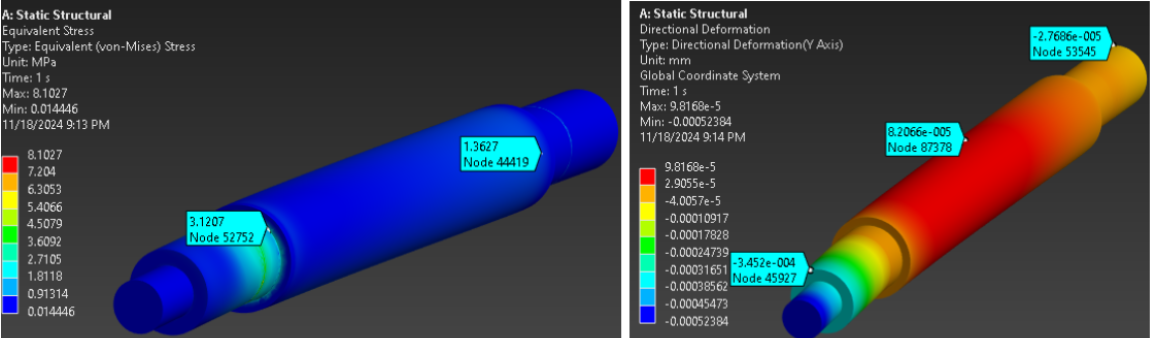 A: Static Structural
Equivalent Stress
Type: Equivalent (von-Mises) Stress
Unit: MPa
Time: 1 s
Max: 8.1027
Min: 0.014446
11/18/2024 9:13 PM
8.1027
7.204
6.3053
5.4066
4.5079
3.6092
2.7105
1.8118
0.91314
0.014446
1.3627
Node 44419
3.1207
Node 52752
A: Static Structural
Directional Deformation
Type: Directional Deformation(Y Axis)
Unit: mm
Global Coordinate System
Time: 1 s
Max: 9.8168e-5
Min: -0.00052384
11/18/2024 9:14 PM
9.8168e-5
2.9055e-5
-4.0057e-5
-0.00010917
-0.00017828
-0.00024739
-0.00031651
-0.00038562
-0.00045473
-0.00052384
-2.7686e-005
Node 53545
8.2066e-005
Node 87378
-3.452e-004
Node 45927